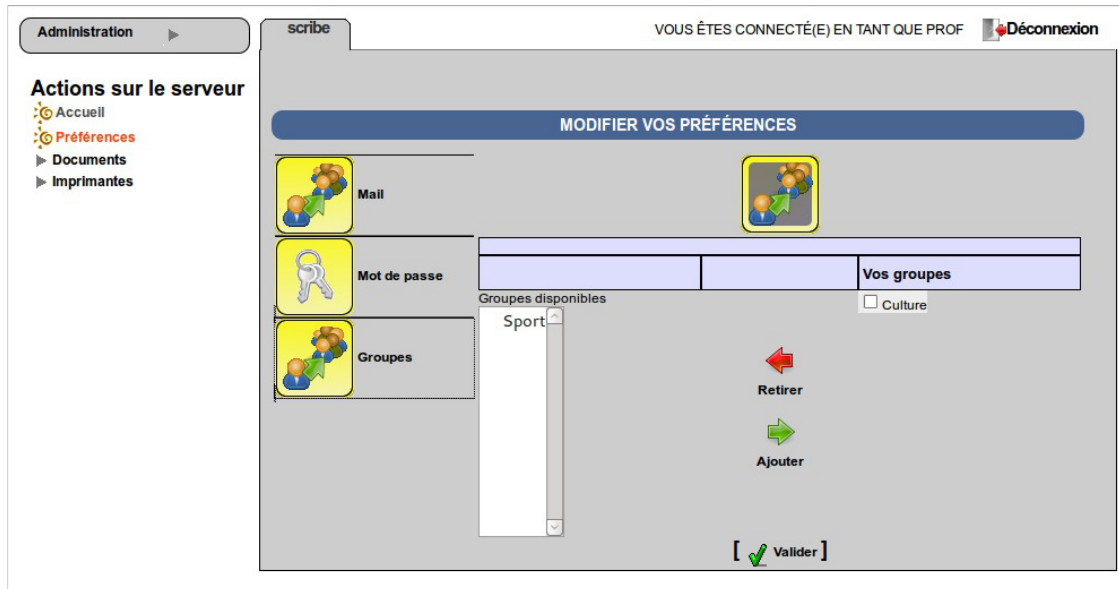 Administration
scribe
VOUS ÊTES CONNECTÉ(E) EN TANT QUE PROF
Déconnexion
Actions sur le serveur
Accueil
Préférences
Documents
Imprimantes
MODIFIER VOS PRÉFÉRENCES
Mail
Mot de passe
Groupes
Vos groupes
Groupes disponibles
Culture
Sport
Retirer
Ajouter
[ Valider ]